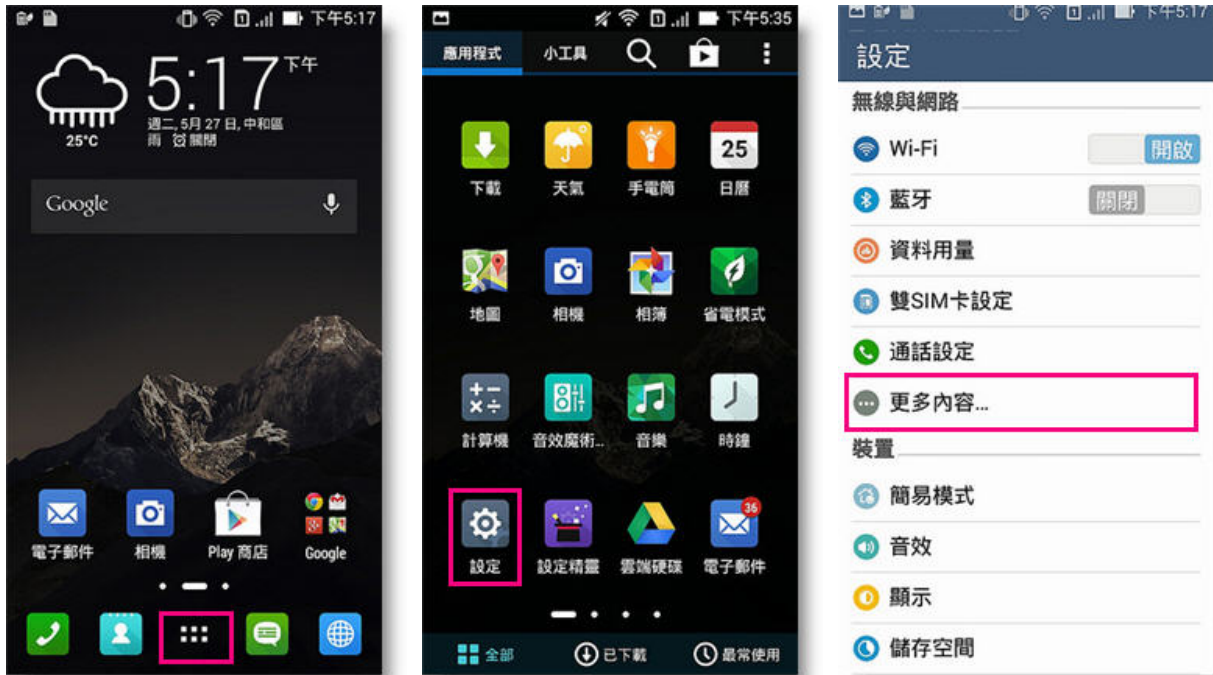 下午5:17
5:17 下午
週二, 5月 27 日, 中和區
25°C 雨 關閉
Google
電子郵件 相機 Play 商店 Google
下午5:35
應用程式 小工具
25
下載 天氣 手電筒 日曆
地圖 相機 相簿 省電模式
計算機 音效魔術... 音樂 時鐘
36
設定 設定精靈 雲端硬碟 電子郵件
全部 已下載 最常使用
下午5:17
設定
無線與網路
Wi-Fi 開啟
藍牙 關閉
資料用量
雙SIM卡設定
通話設定
更多內容...
裝置
簡易模式
音效
顯示
儲存空間